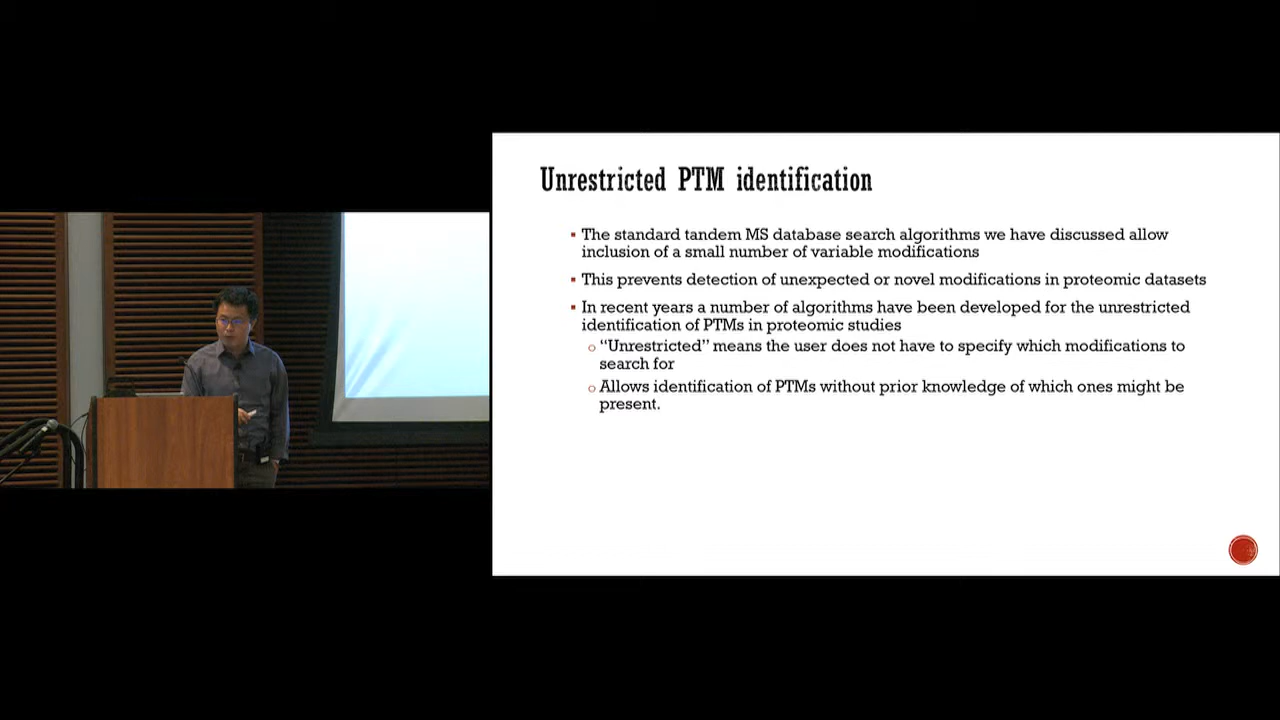 Unrestricted PTM identification
The standard tandem MS database search algorithms we have discussed allow
inclusion of a small number of variable modifications
This prevents detection of unexpected or novel modifications in proteomic datasets
In recent years a number of algorithms have been developed for the unrestricted
identification of PTMs in proteomic studies
“Unrestricted” means the user does not have to specify which modifications to
search for
Allows identification of PTMs without prior knowledge of which ones might be
present.